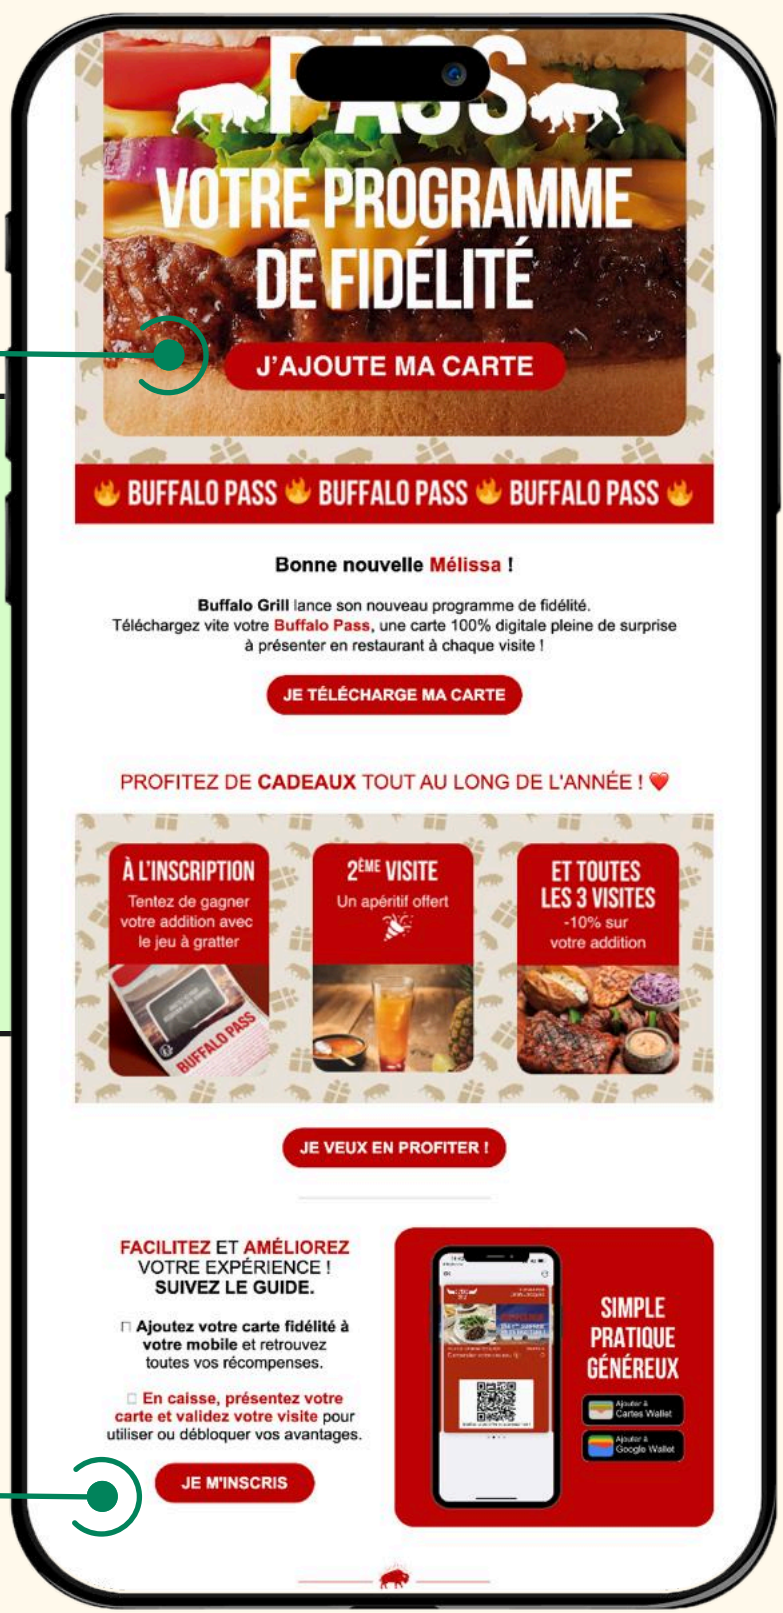 PASS
VOTRE PROGRAMME
DE FIDÉLITÉ
J'AJOUTE MA CARTE
🔥 BUFFALO PASS 🔥 BUFFALO PASS 🔥 BUFFALO PASS 🔥
Bonne nouvelle Mélissa !
Buffalo Grill lance son nouveau programme de fidélité.
Téléchargez vite votre Buffalo Pass, une carte 100% digitale pleine de surprise
à présenter en restaurant à chaque visite !
JE TÉLÉCHARGE MA CARTE
PROFITEZ DE CADEAUX TOUT AU LONG DE L'ANNÉE ! ❤️
À L'INSCRIPTION
Tentez de gagner
votre addition avec
le jeu à gratter
BUFFALO PASS
2ÈME VISITE
Un apéritif offert
ET TOUTES
LES 3 VISITES
-10% sur
votre addition
JE VEUX EN PROFITER !
FACILITEZ ET AMÉLIOREZ
VOTRE EXPÉRIENCE !
SUIVEZ LE GUIDE.
Ajoutez votre carte fidélité à
votre mobile et retrouvez
toutes vos récompenses.
En caisse, présentez votre
carte et validez votre visite pour
utiliser ou débloquer vos avantages.
JE M'INSCRIS
SIMPLE
PRATIQUE
GÉNÉREUX
Ajouter à
Cartes Wallet
Ajouter à
Google Wallet